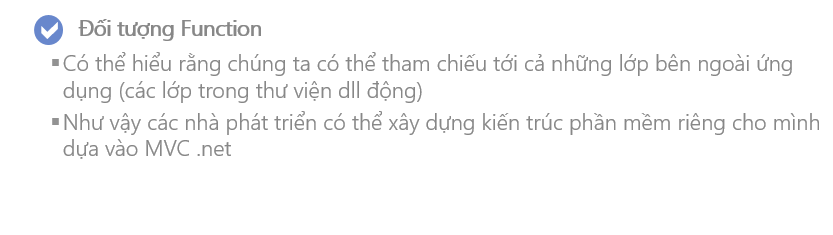 Đối tượng Function
▪ Có thể hiểu rằng chúng ta có thể tham chiếu tới cả những lớp bên ngoài ứng
dụng (các lớp trong thư viện dll động)
▪ Như vậy các nhà phát triển có thể xây dựng kiến trúc phần mềm riêng cho mình
dựa vào MVC .net